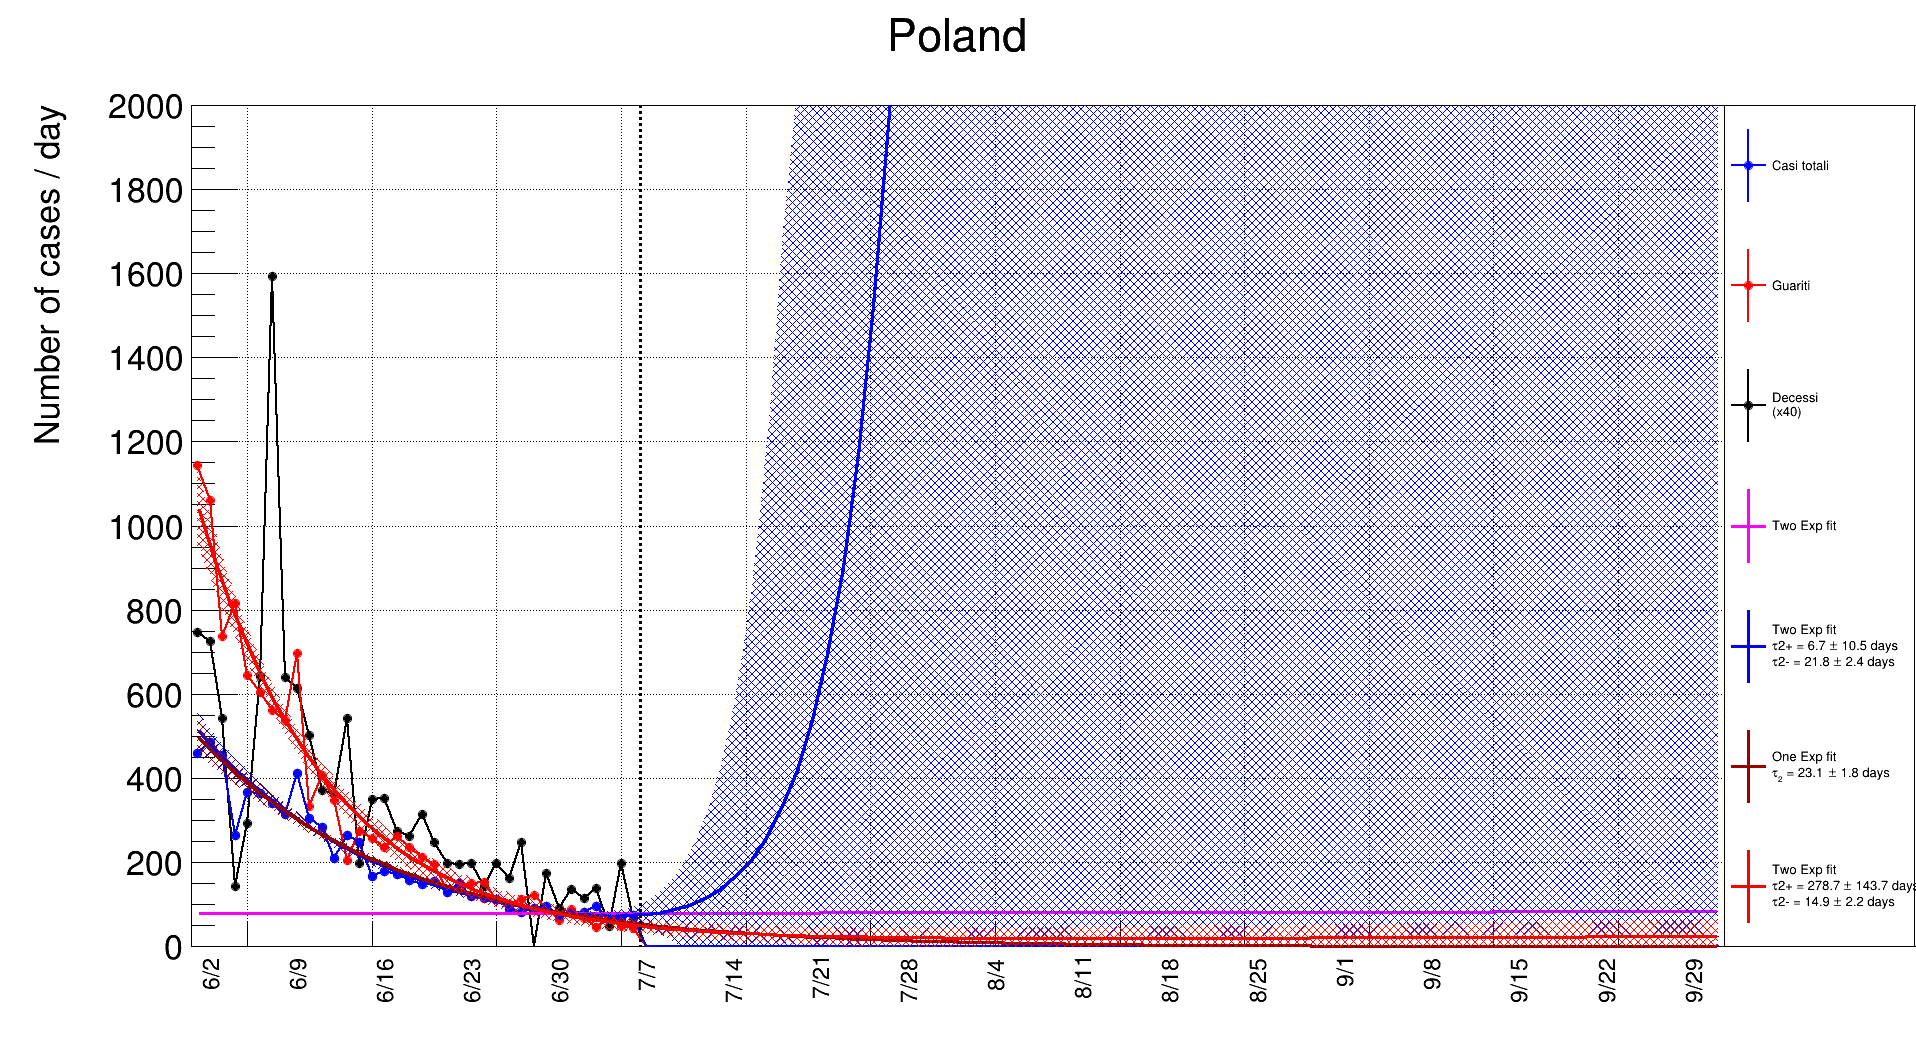 Poland
Number of cases / day
2000
1800
1600
1400
1200
1000
800
600
400
200
0
6/2
6/9
6/16
6/23
6/30
7/7
7/14
7/21
7/28
8/4
8/11
8/18
8/25
9/1
9/8
9/15
9/22
9/29
Casi totali
Guariti
Decessi
(x40)
Two Exp fit
Two Exp fit
τ2+ = 6.7 ± 10.5 days
τ2- = 21.8 ± 2.4 days
One Exp fit
τ2 = 23.1 ± 1.8 days
Two Exp fit
τ2+ = 278.7 ± 143.7 days
τ2- = 14.9 ± 2.2 days